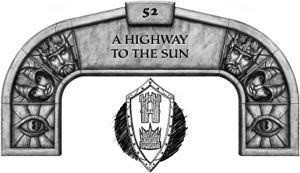 52
A HIGHWAY
TO THE SUN